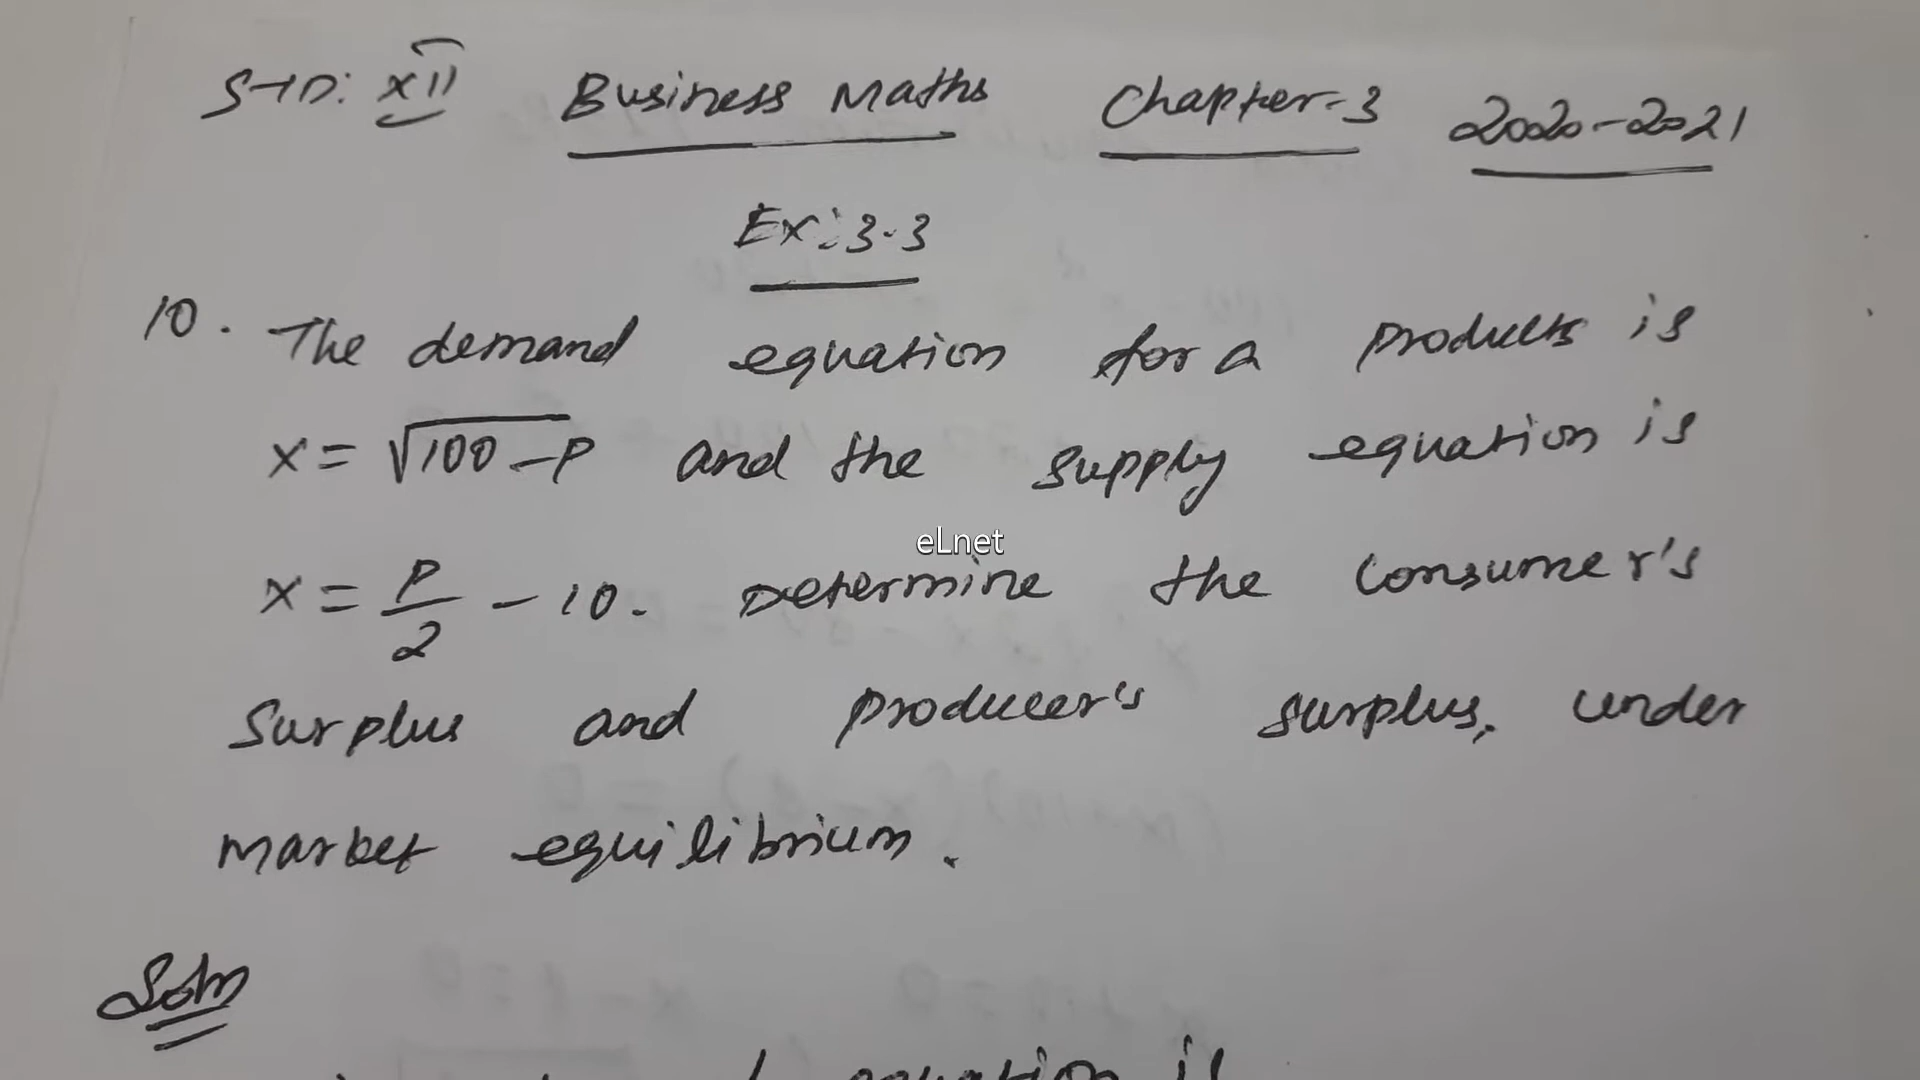 STD: XII Business Maths Chapter-3 2020-2021
Ex: 3.3
10. The demand equation for a products is
x = √100-P and the supply equation is
eLnet
x = P/2 - 10. Determine the consumer's
Surplus and producer's surplus, under
market equilibrium.
Soln
equation is